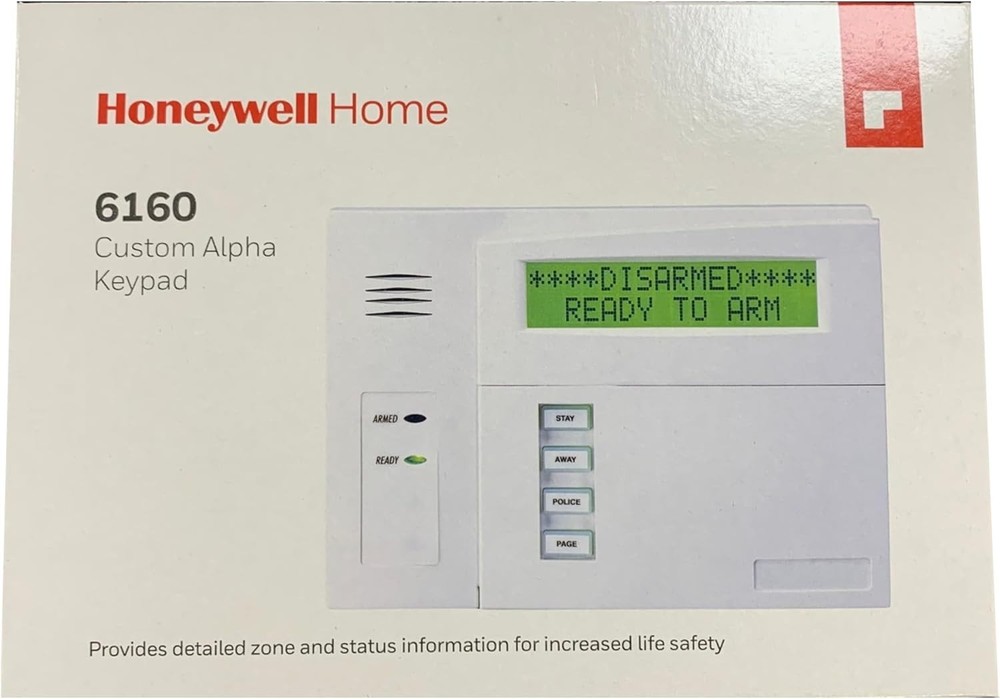 Honeywell Home
6160
Custom Alpha
Keypad
****DISARMED****
READY TO ARM
ARMED
READY
STAY
AWAY
POLICE
PAGE
Provides detailed zone and status information for increased life safety